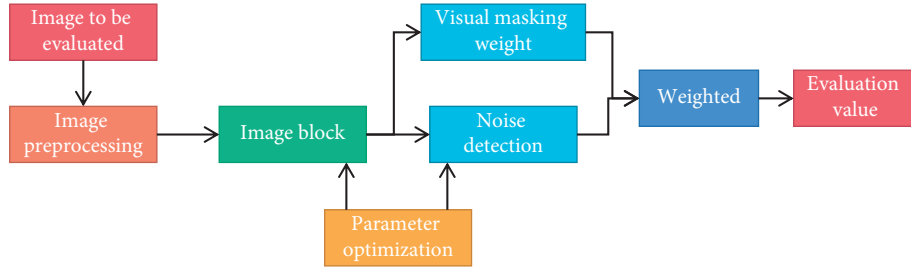 Image to be
evaluated
Image
preprocessing
Image block
Visual masking
weight
Noise
detection
Parameter
optimization
Weighted
Evaluation
value